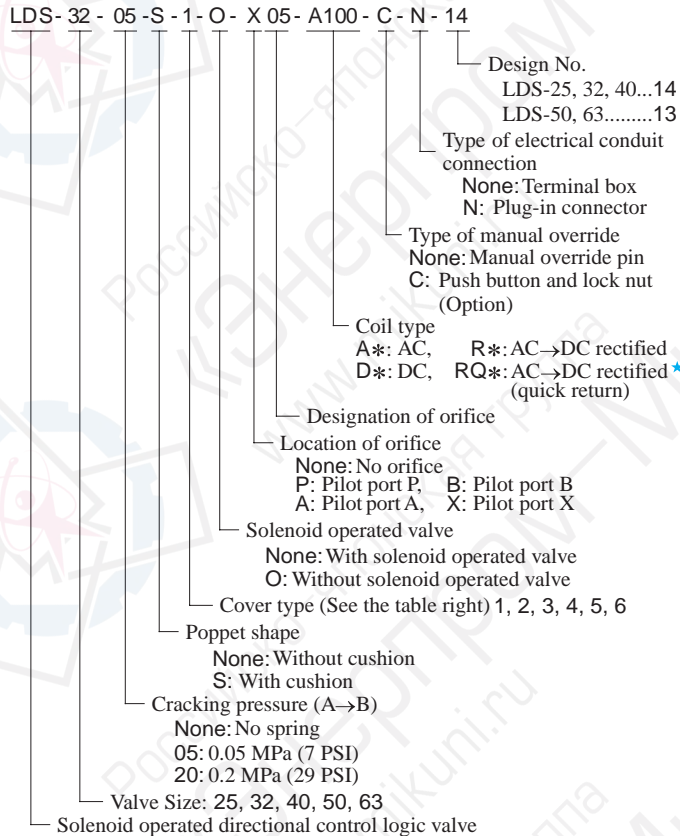 LDS- 32 - 05 -S - 1 - O - X 05 - A100 - C - N - 14
Design No.
LDS-25, 32, 40...14
LDS-50, 63.........13
Type of electrical conduit
connection
None: Terminal box
N: Plug-in connector
Type of manual override
None: Manual override pin
C: Push button and lock nut
(Option)
Coil type
A*: AC, R*: AC→DC rectified
D*: DC, RQ*: AC→DC rectified ★
(quick return)
Designation of orifice
Location of orifice
None: No orifice
P: Pilot port P, B: Pilot port B
A: Pilot port A, X: Pilot port X
Solenoid operated valve
None: With solenoid operated valve
O: Without solenoid operated valve
Cover type (See the table right) 1, 2, 3, 4, 5, 6
Poppet shape
None: Without cushion
S: With cushion
Cracking pressure (A→B)
None: No spring
05: 0.05 MPa (7 PSI)
20: 0.2 MPa (29 PSI)
Valve Size: 25, 32, 40, 50, 63
Solenoid operated directional control logic valve